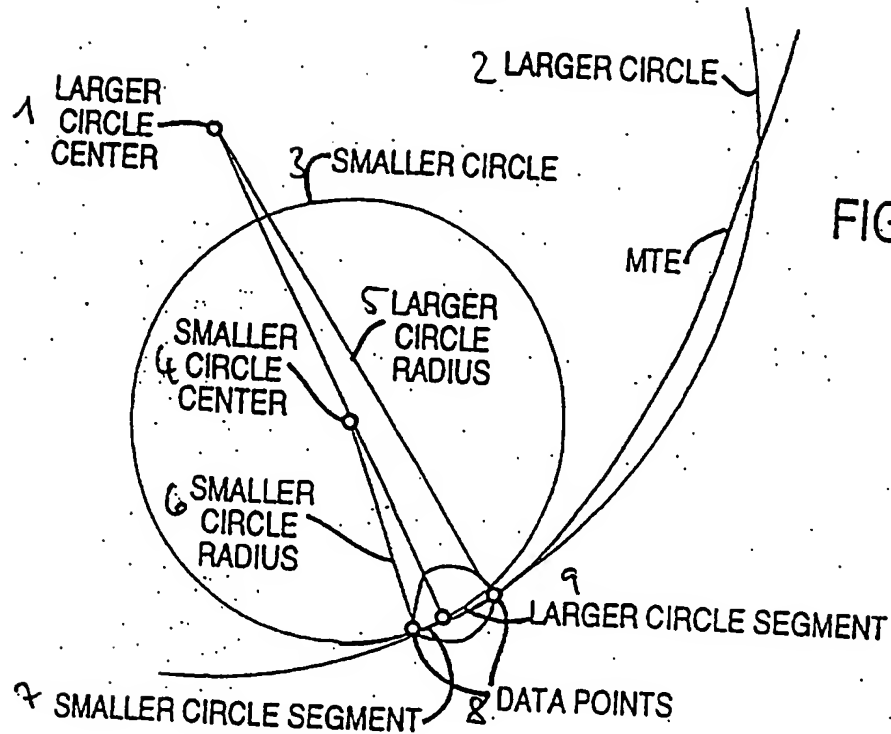 2 LARGER CIRCLE
1 LARGER
CIRCLE
CENTER
3 SMALLER CIRCLE
FIG
MTE
5 LARGER
CIRCLE
RADIUS
SMALLER
4 CIRCLE
CENTER
6 SMALLER
CIRCLE
RADIUS
9
LARGER CIRCLE SEGMENT
7 SMALLER CIRCLE SEGMENT
8 DATA POINTS